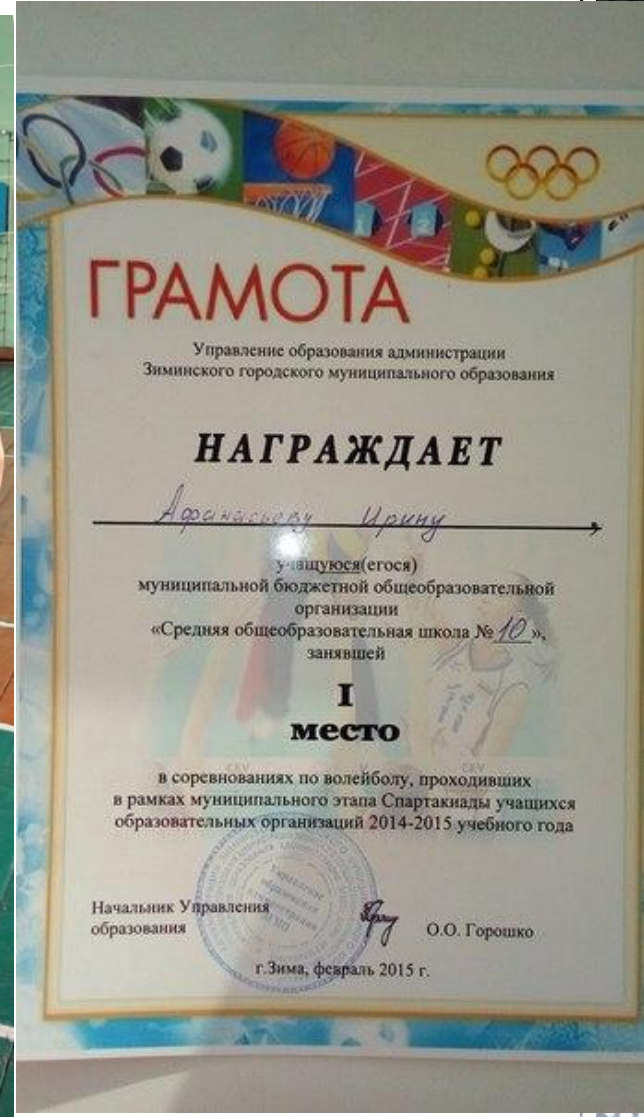 ГРАМОТА
Управление образования администрации
Зиминского городского муниципального образования
НАГРАЖДАЕТ
Афанасьеву Ирину
учащуюся(егося)
муниципальной бюджетной общеобразовательной
организации
«Средняя общеобразовательная школа № 10 »,
занявшей
I
место
в соревнованиях по волейболу, проходивших
в рамках муниципального этапа Спартакиады учащихся
образовательных организаций 2014-2015 учебного года
Начальник Управления
образования
О.О. Горошко
г.Зима, февраль 2015 г.